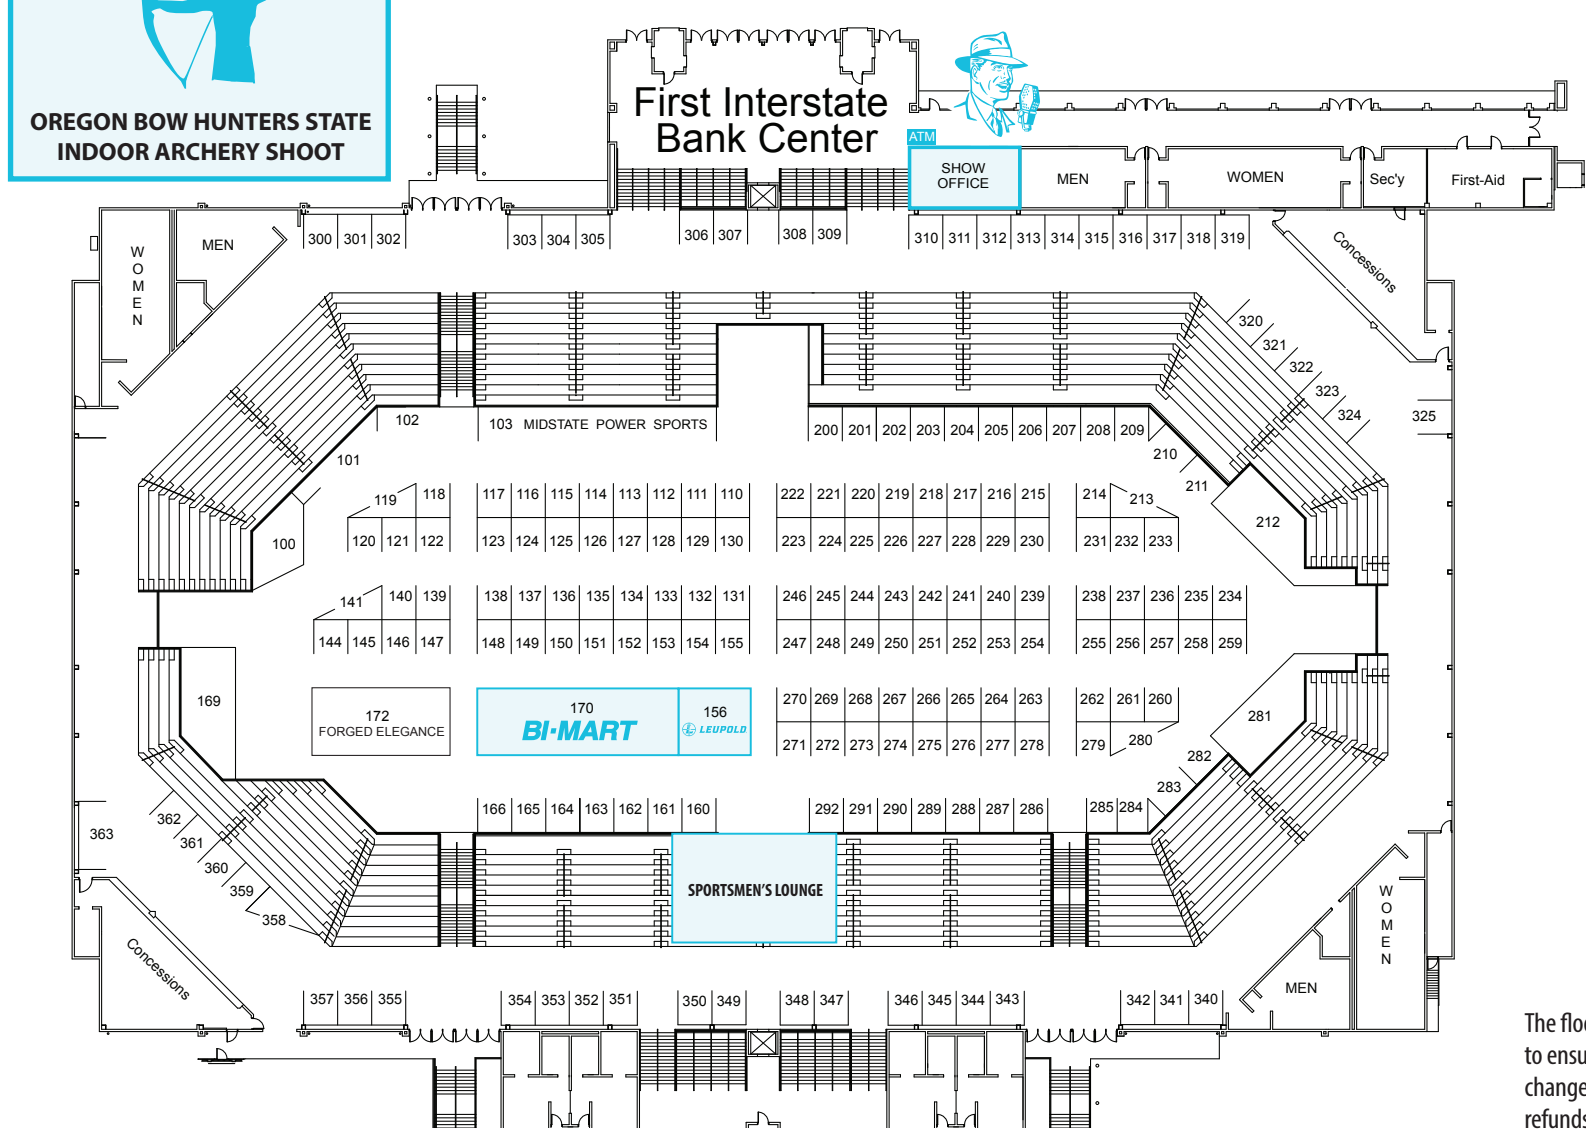 OREGON BOW HUNTERS STATE
INDOOR ARCHERY SHOOT
First Interstate
Bank Center
ATM
SHOW
OFFICE
MEN
WOMEN
Sec'y
First-Aid
WOMEN
MEN
300 301 302
303 304 305
306 307
308 309
310 311 312 313 314 315 316 317 318 319
Concessions
320
321
322
323
324
325
102
103 MIDSTATE POWER SPORTS
200 201 202 203 204 205 206 207 208 209
101
210
211
212
100
119 118
117 116 115 114 113 112 111 110
222 221 220 219 218 217 216 215
214 213
120 121 122
123 124 125 126 127 128 129 130
223 224 225 226 227 228 229 230
231 232 233
141 140 139
138 137 136 135 134 133 132 131
246 245 244 243 242 241 240 239
238 237 236 235 234
144 145 146 147
148 149 150 151 152 153 154 155
247 248 249 250 251 252 253 254
255 256 257 258 259
169
172
FORGED ELEGANCE
170
BI-MART
156
LEUPOLD
270 269 268 267 266 265 264 263
262 261 260
271 272 273 274 275 276 277 278
279 280
281
282
283
166 165 164 163 162 161 160
292 291 290 289 288 287 286
285 284
363
362
361
360
359
358
SPORTSMEN'S LOUNGE
Concessions
WOMEN
MEN
357 356 355
354 353 352 351
350 349
348 347
346 345 344 343
342 341 340
The floo
to ensu
change
refunds